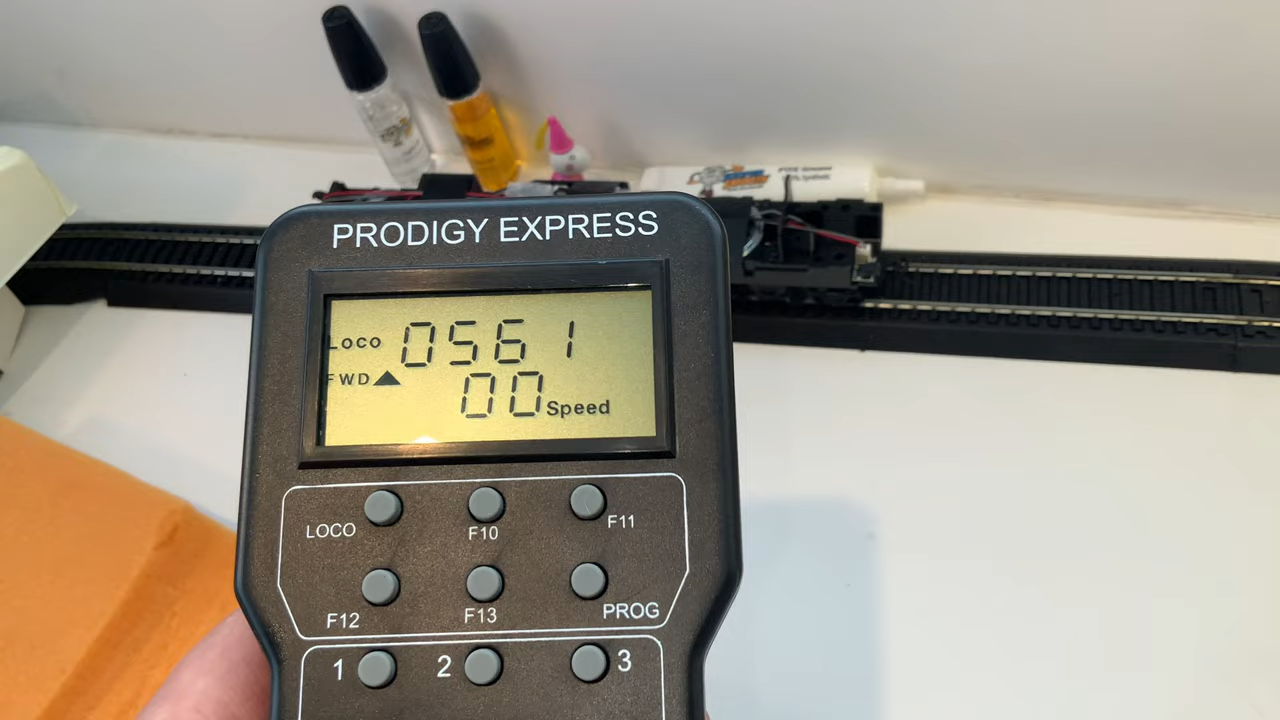 PRODIGY EXPRESS
Loco 0561
FWD 00 Speed
LOCO F10 F11
F12 F13 PROG
1 2 3